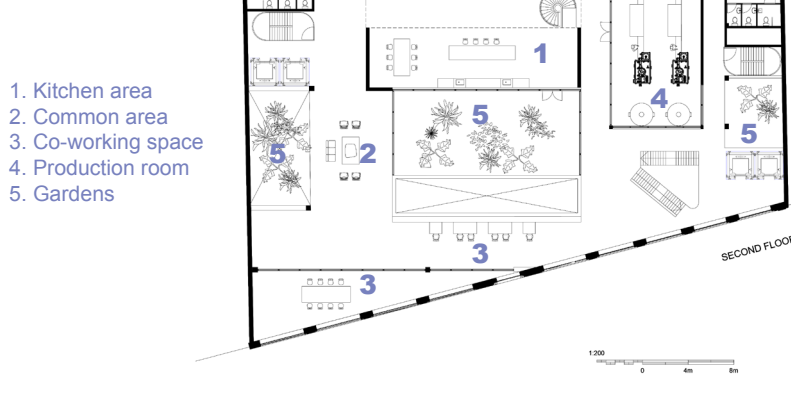 1
4
5
5
5
2
1. Kitchen area
2. Common area
3. Co-working space
4. Production room
5. Gardens
3
3
SECOND FLOOR
1:200
0 4m 8m